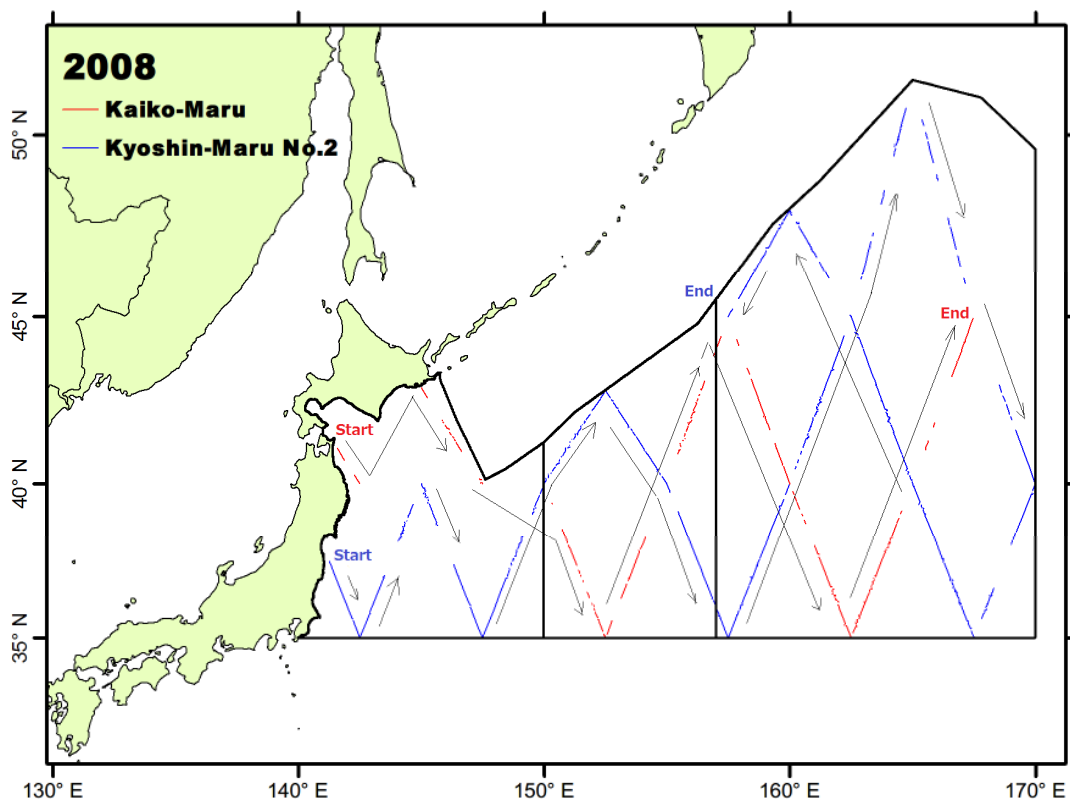 2008
Kaiko-Maru
Kyoshin-Maru No.2
50° N
45° N
40° N
35° N
End
End
Start
Start
130° E
140° E
150° E
160° E
170° E